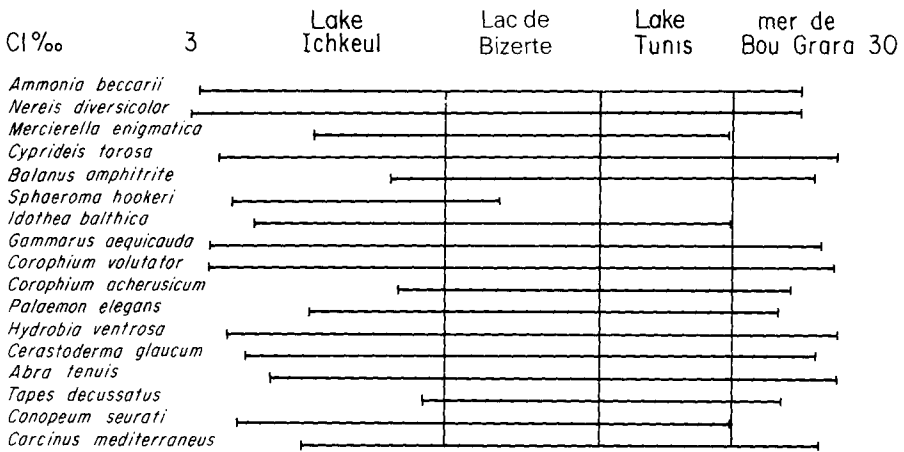 Cl ‰ 3 Lake Ichkeul Lac de Bizerte Lake Tunis mer de Bou Grara 30
Ammonia beccarii
Nereis diversicolor
Mercierella enigmatica
Cyprideis torosa
Balanus amphitrite
Sphaeroma hookeri
Idothea balthica
Gammarus aequicauda
Corophium volutator
Corophium acherusicum
Palaemon elegans
Hydrobia ventrosa
Cerastoderma glaucum
Abra tenuis
Tapes decussatus
Conopeum seurati
Carcinus mediterraneus